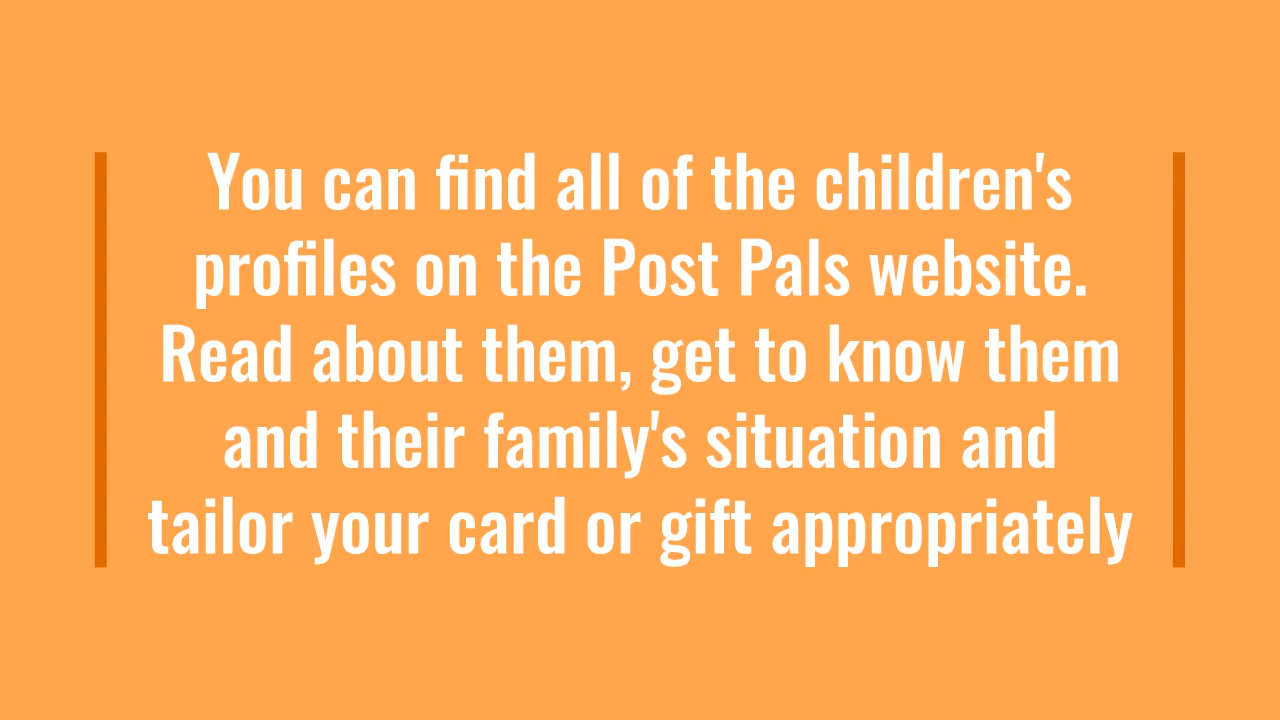 You can find all of the children's
profiles on the Post Pals website.
Read about them, get to know them
and their family's situation and
tailor your card or gift appropriately